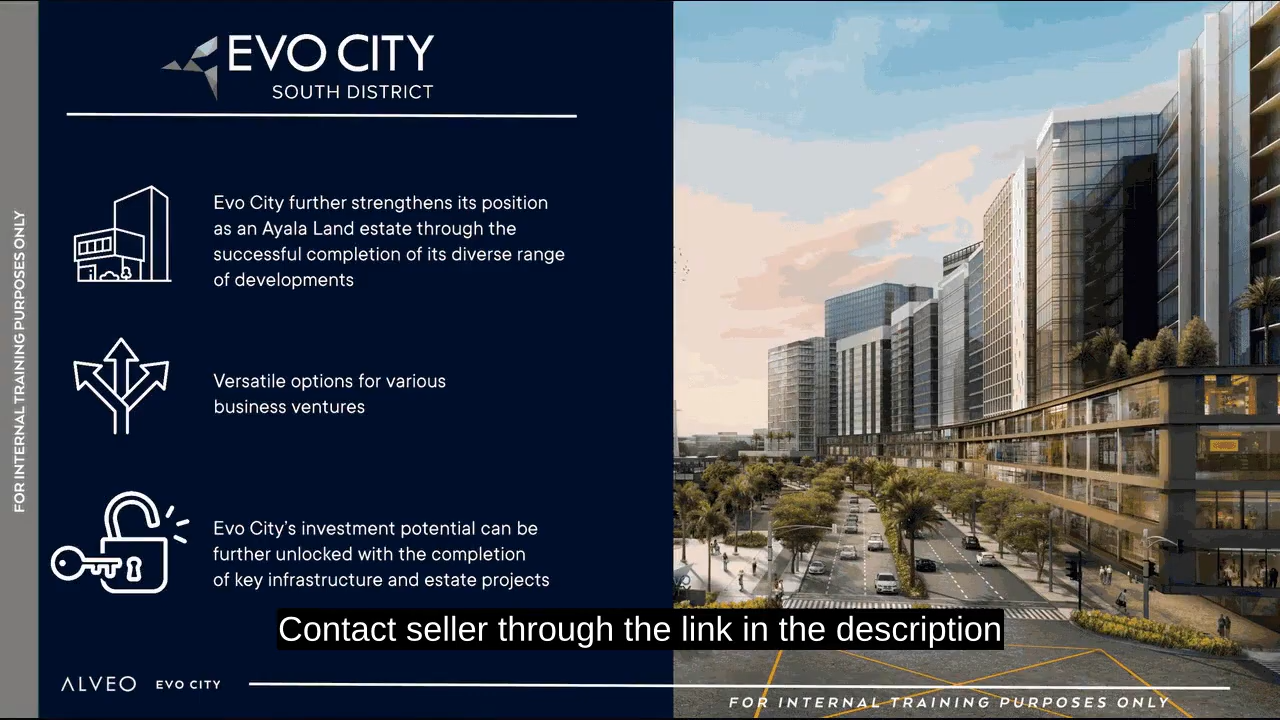 EVO CITY
SOUTH DISTRICT
Evo City further strengthens its position
as an Ayala Land estate through the
successful completion of its diverse range
of developments
Versatile options for various
business ventures
Evo City's investment potential can be
further unlocked with the completion
of key infrastructure and estate projects
Contact seller through the link in the description
ALVEO EVO CITY
FOR INTERNAL TRAINING PURPOSES ONLY
FOR INTERNAL TRAINING PURPOSES ONLY